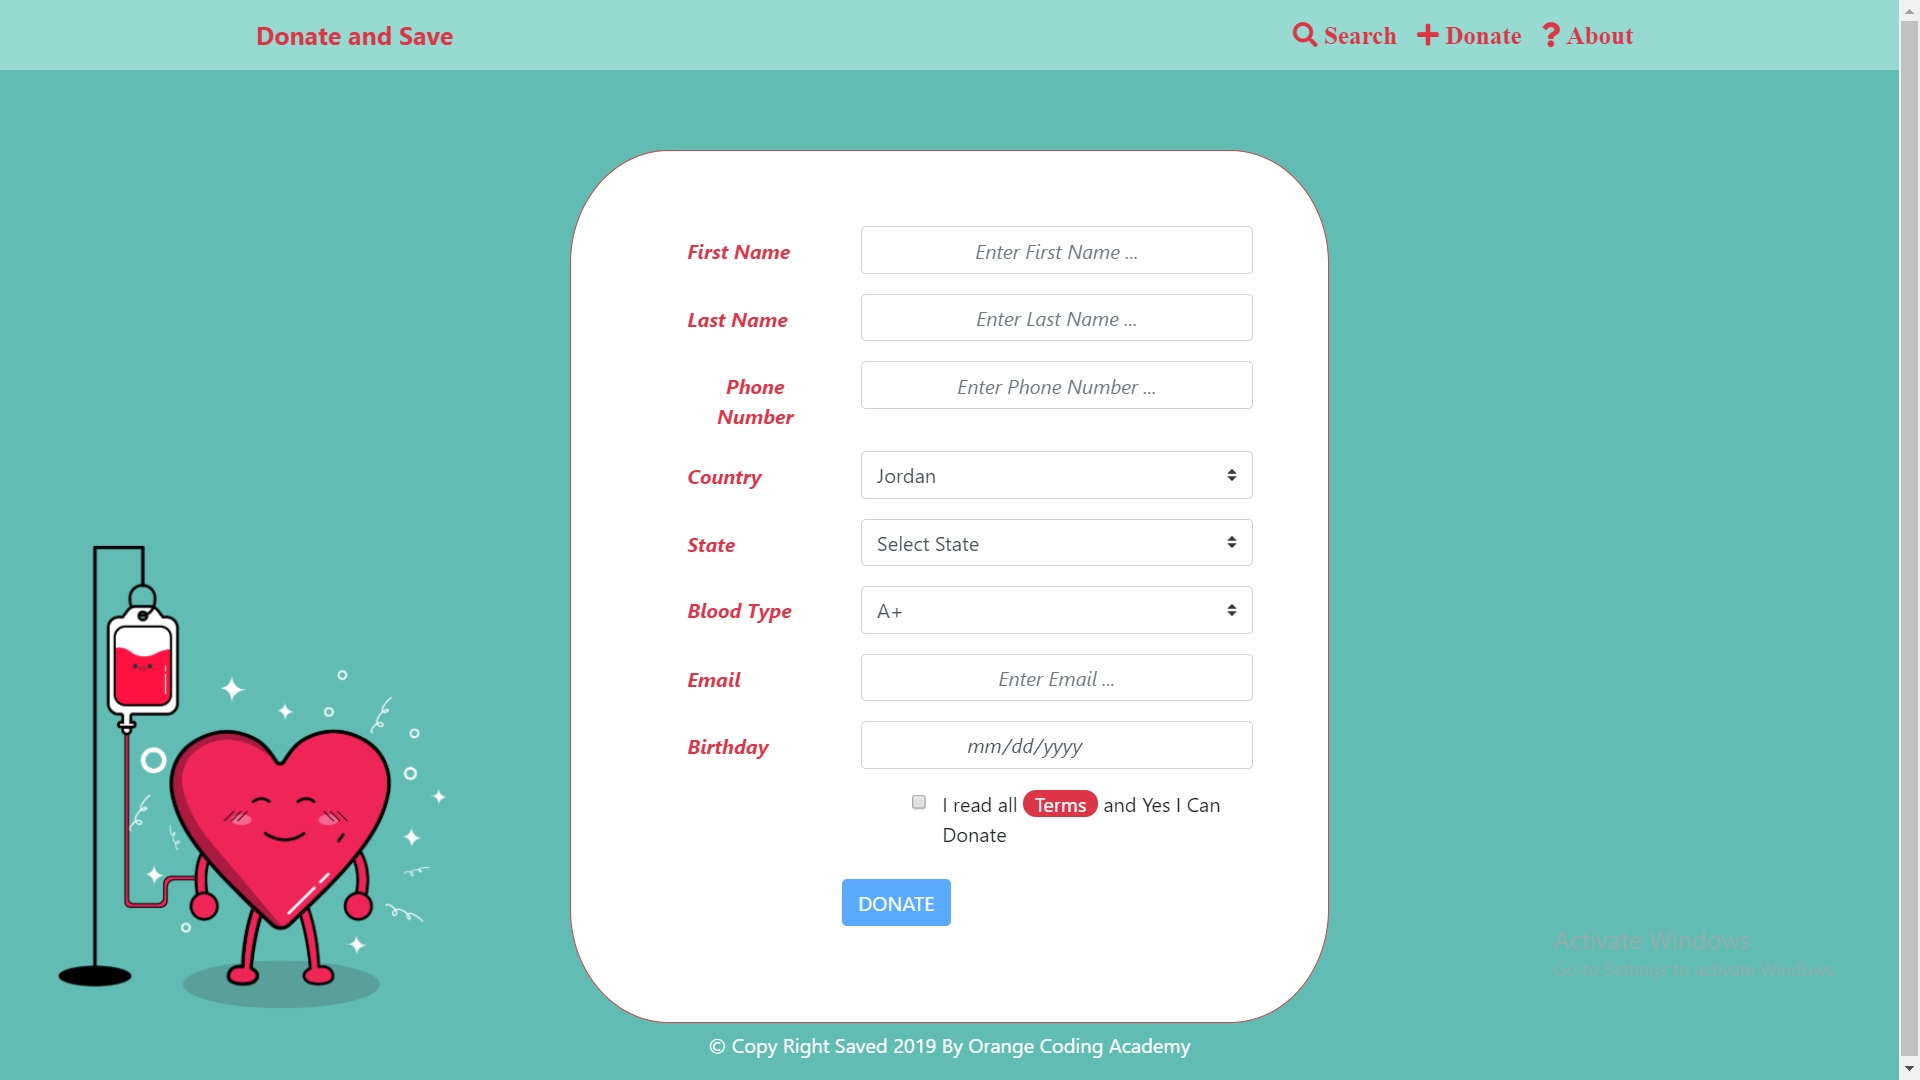 Donate and Save Search Donate About
First Name Enter First Name ...
Last Name Enter Last Name ...
Phone Enter Phone Number ...
Number
Country Jordan
State Select State
Blood Type A+
Email Enter Email ...
Birthday mm/dd/yyyy
I read all Terms and Yes I Can
Donate
DONATE
Activate Windows
Go to Settings to activate Windows.
© Copy Right Saved 2019 By Orange Coding Academy